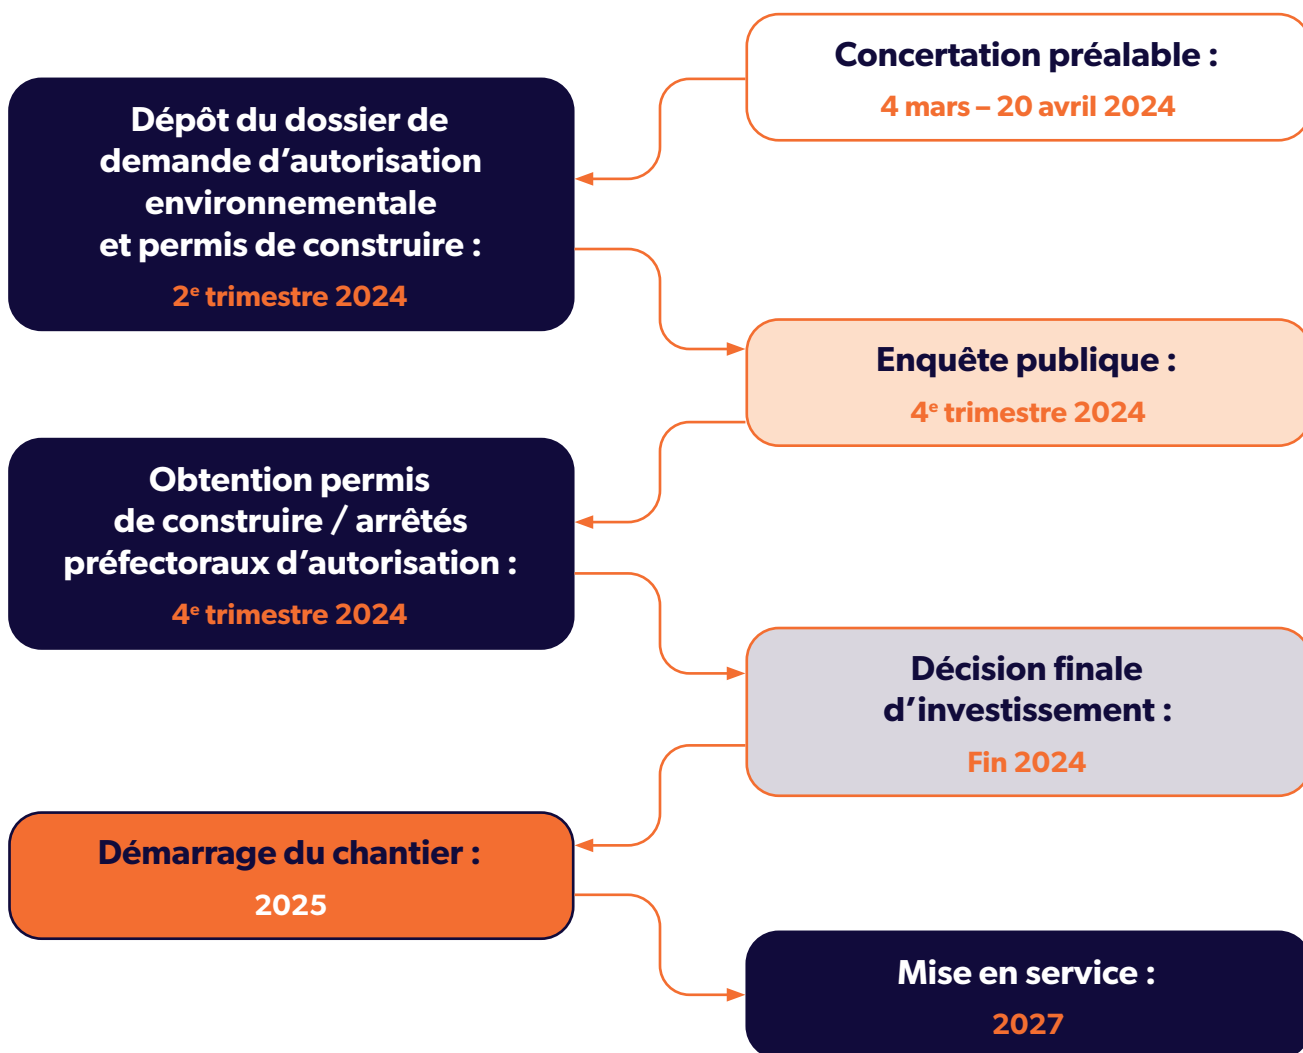 Concertation préalable :
4 mars – 20 avril 2024
Dépôt du dossier de
demande d’autorisation
environnementale
et permis de construire :
2e trimestre 2024
Enquête publique :
4e trimestre 2024
Obtention permis
de construire / arrêtés
préfectoraux d’autorisation :
4e trimestre 2024
Décision finale
d’investissement :
Fin 2024
Démarrage du chantier :
2025
Mise en service :
2027